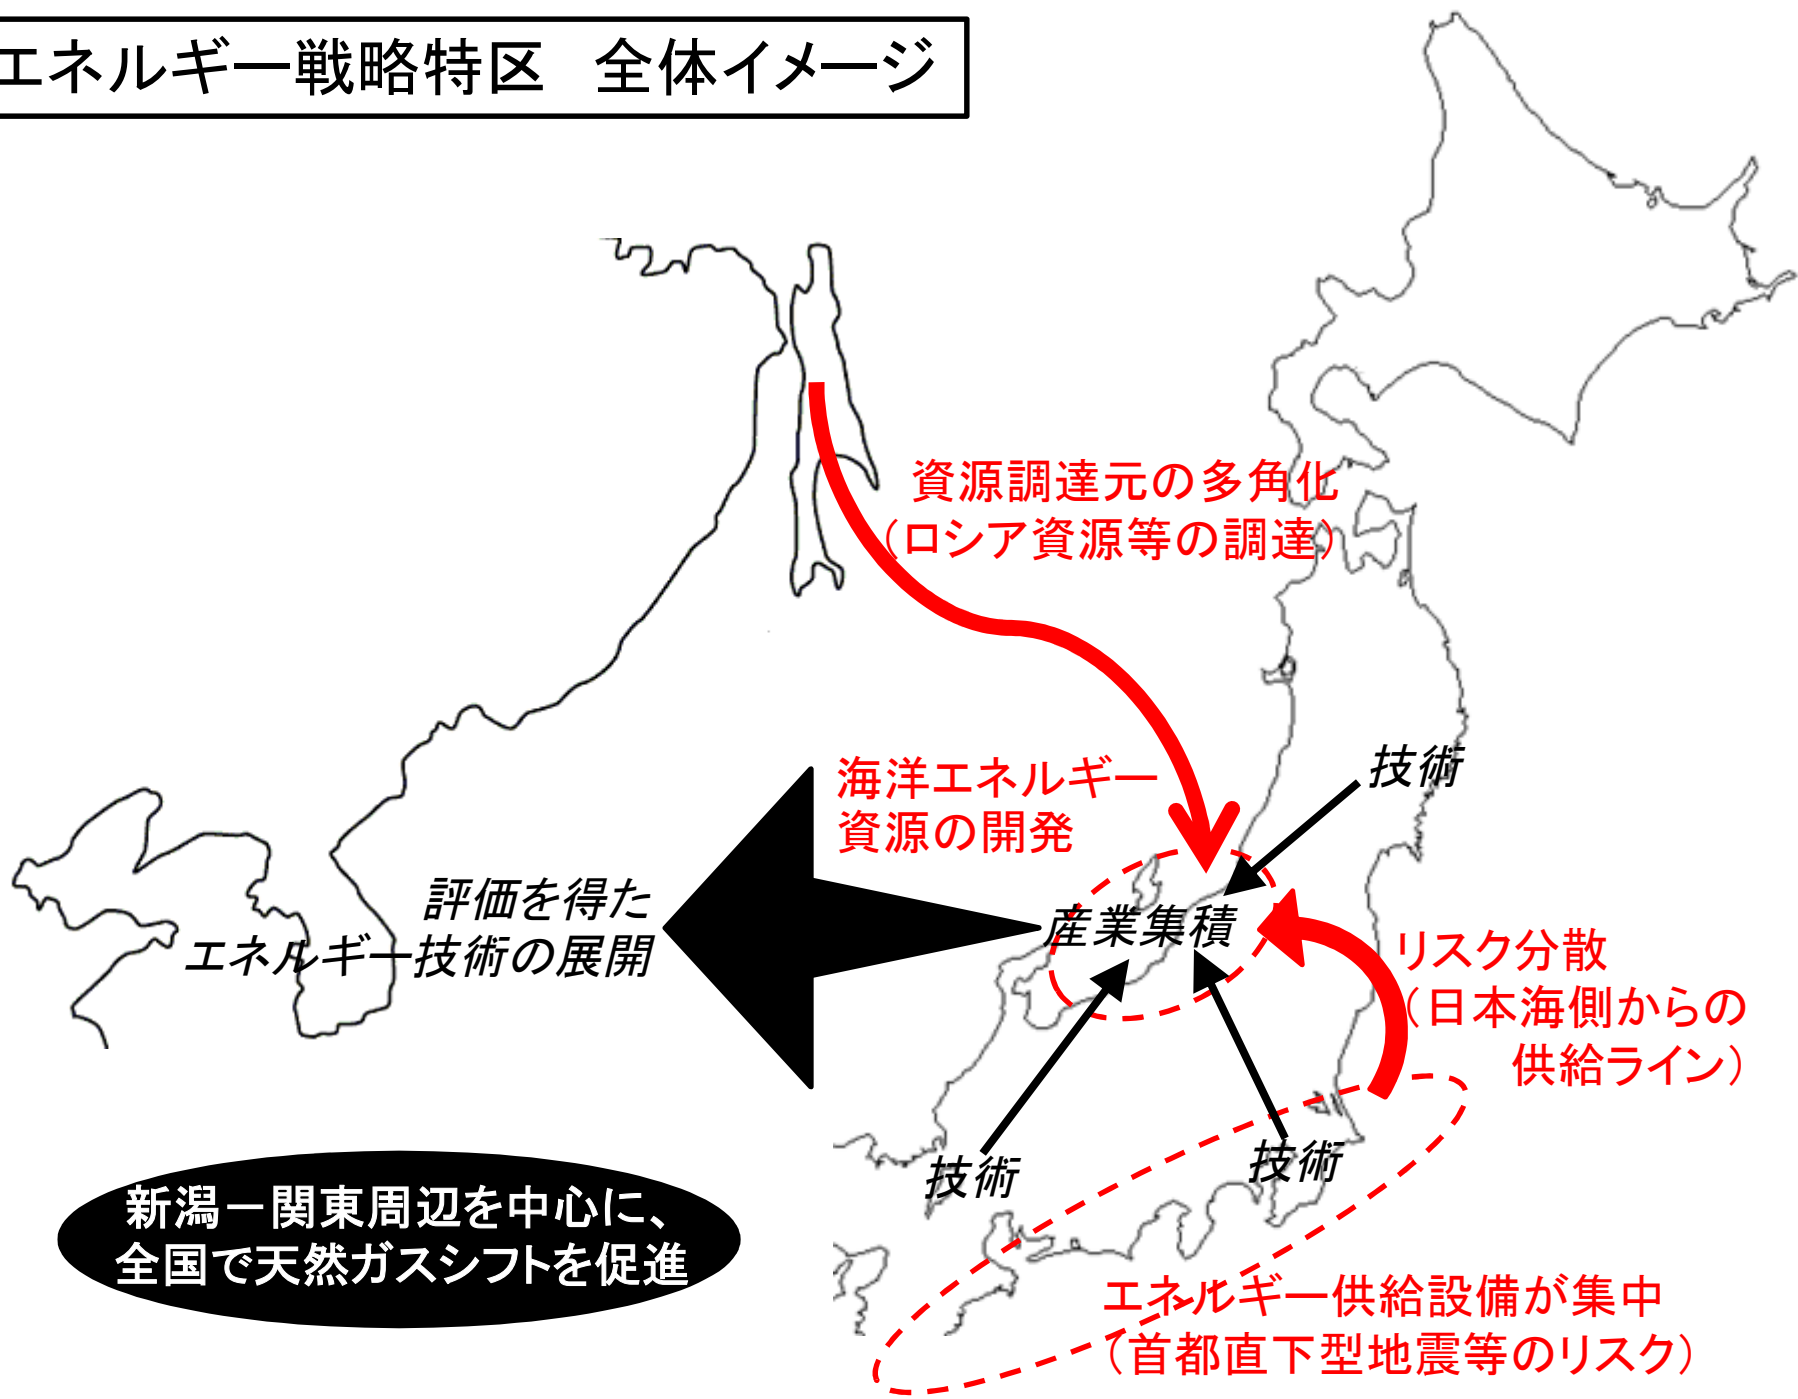 エネルギー戦略特区　全体イメージ
資源調達元の多角化
（ロシア資源等の調達）
技術
海洋エネルギー
資源の開発
評価を得た
エネルギー技術の展開
産業集積
リスク分散
（日本海側からの
供給ライン）
技術
技術
新潟－関東周辺を中心に、
全国で天然ガスシフトを促進
エネルギー供給設備が集中
（首都直下型地震等のリスク）